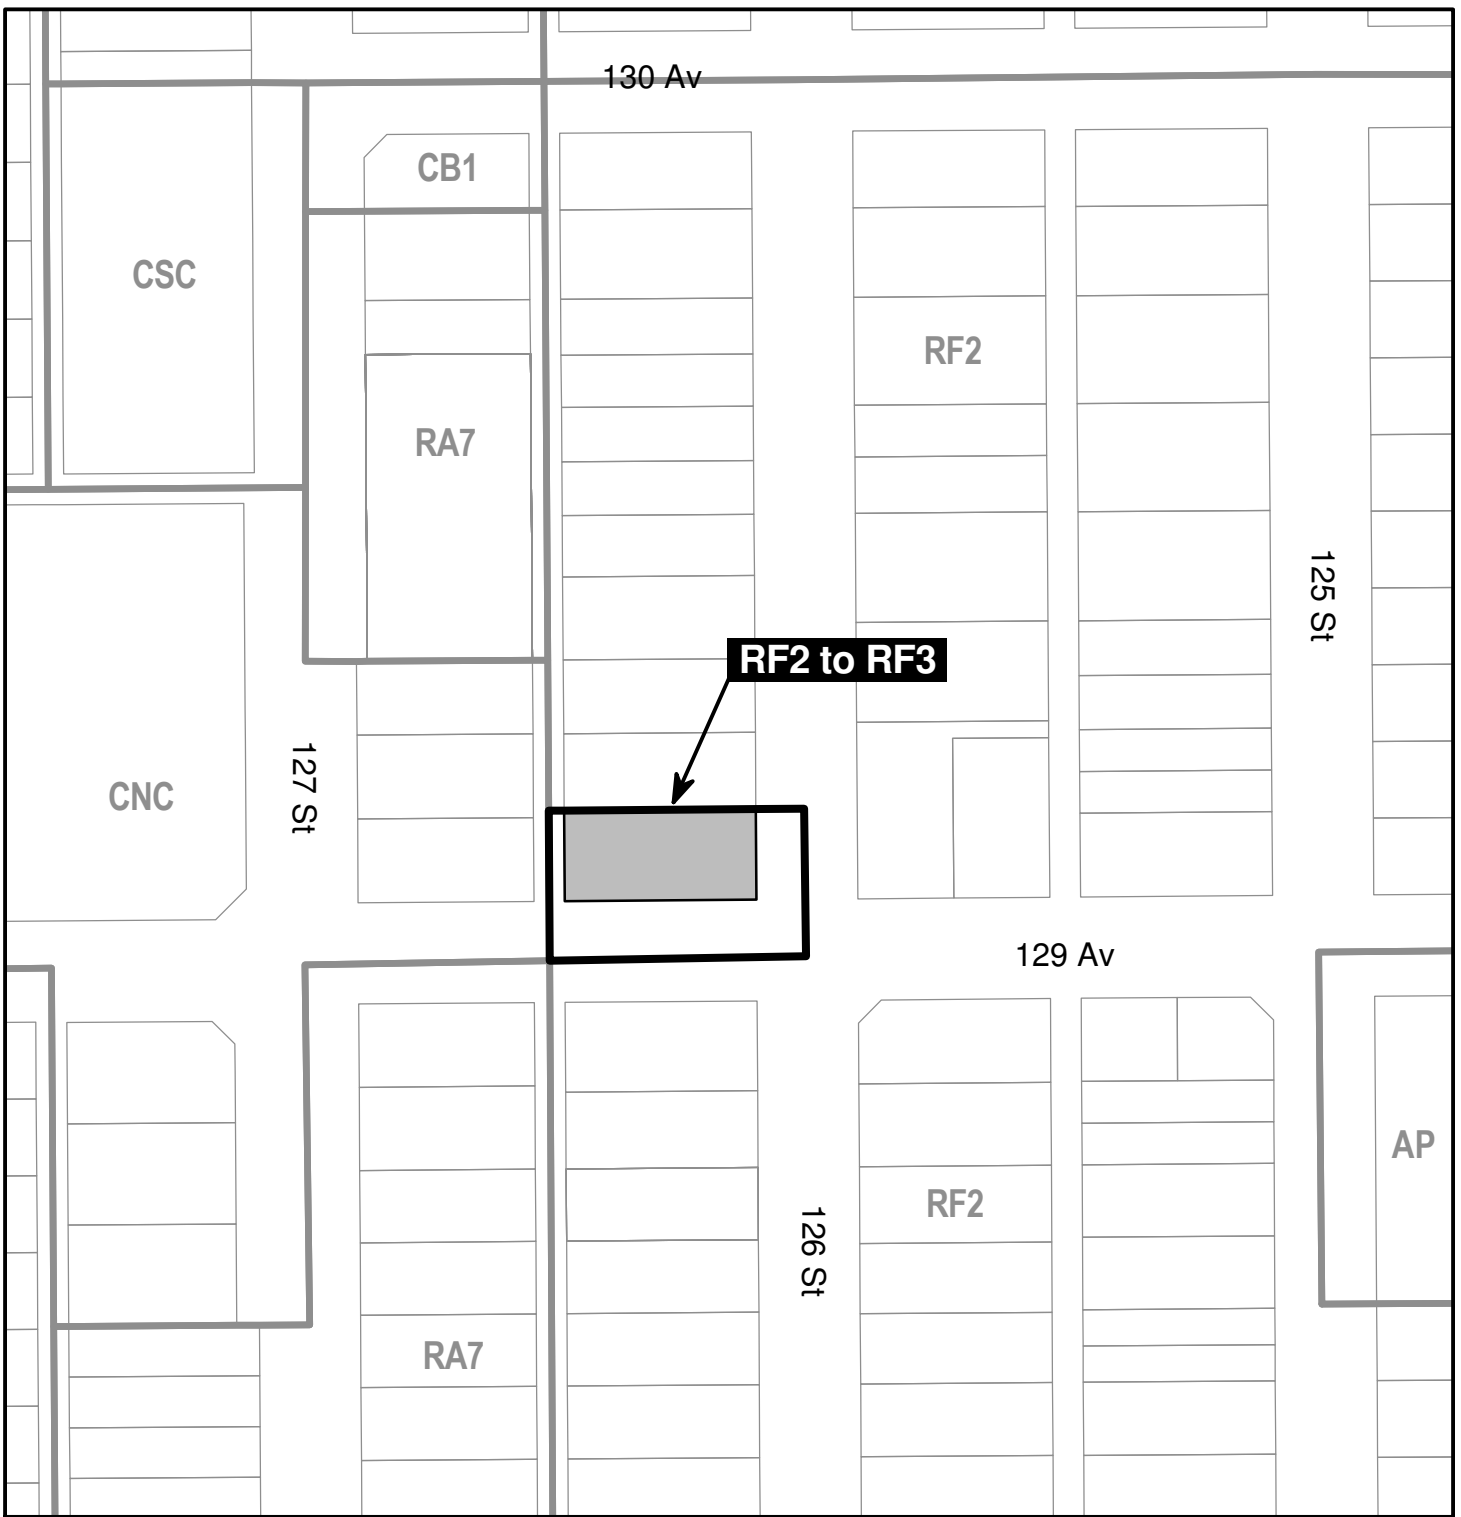 130 Av
CB1
CSC
RF2
RA7
125 St
RF2 to RF3
127 St
CNC
129 Av
AP
RF2
126 St
RA7